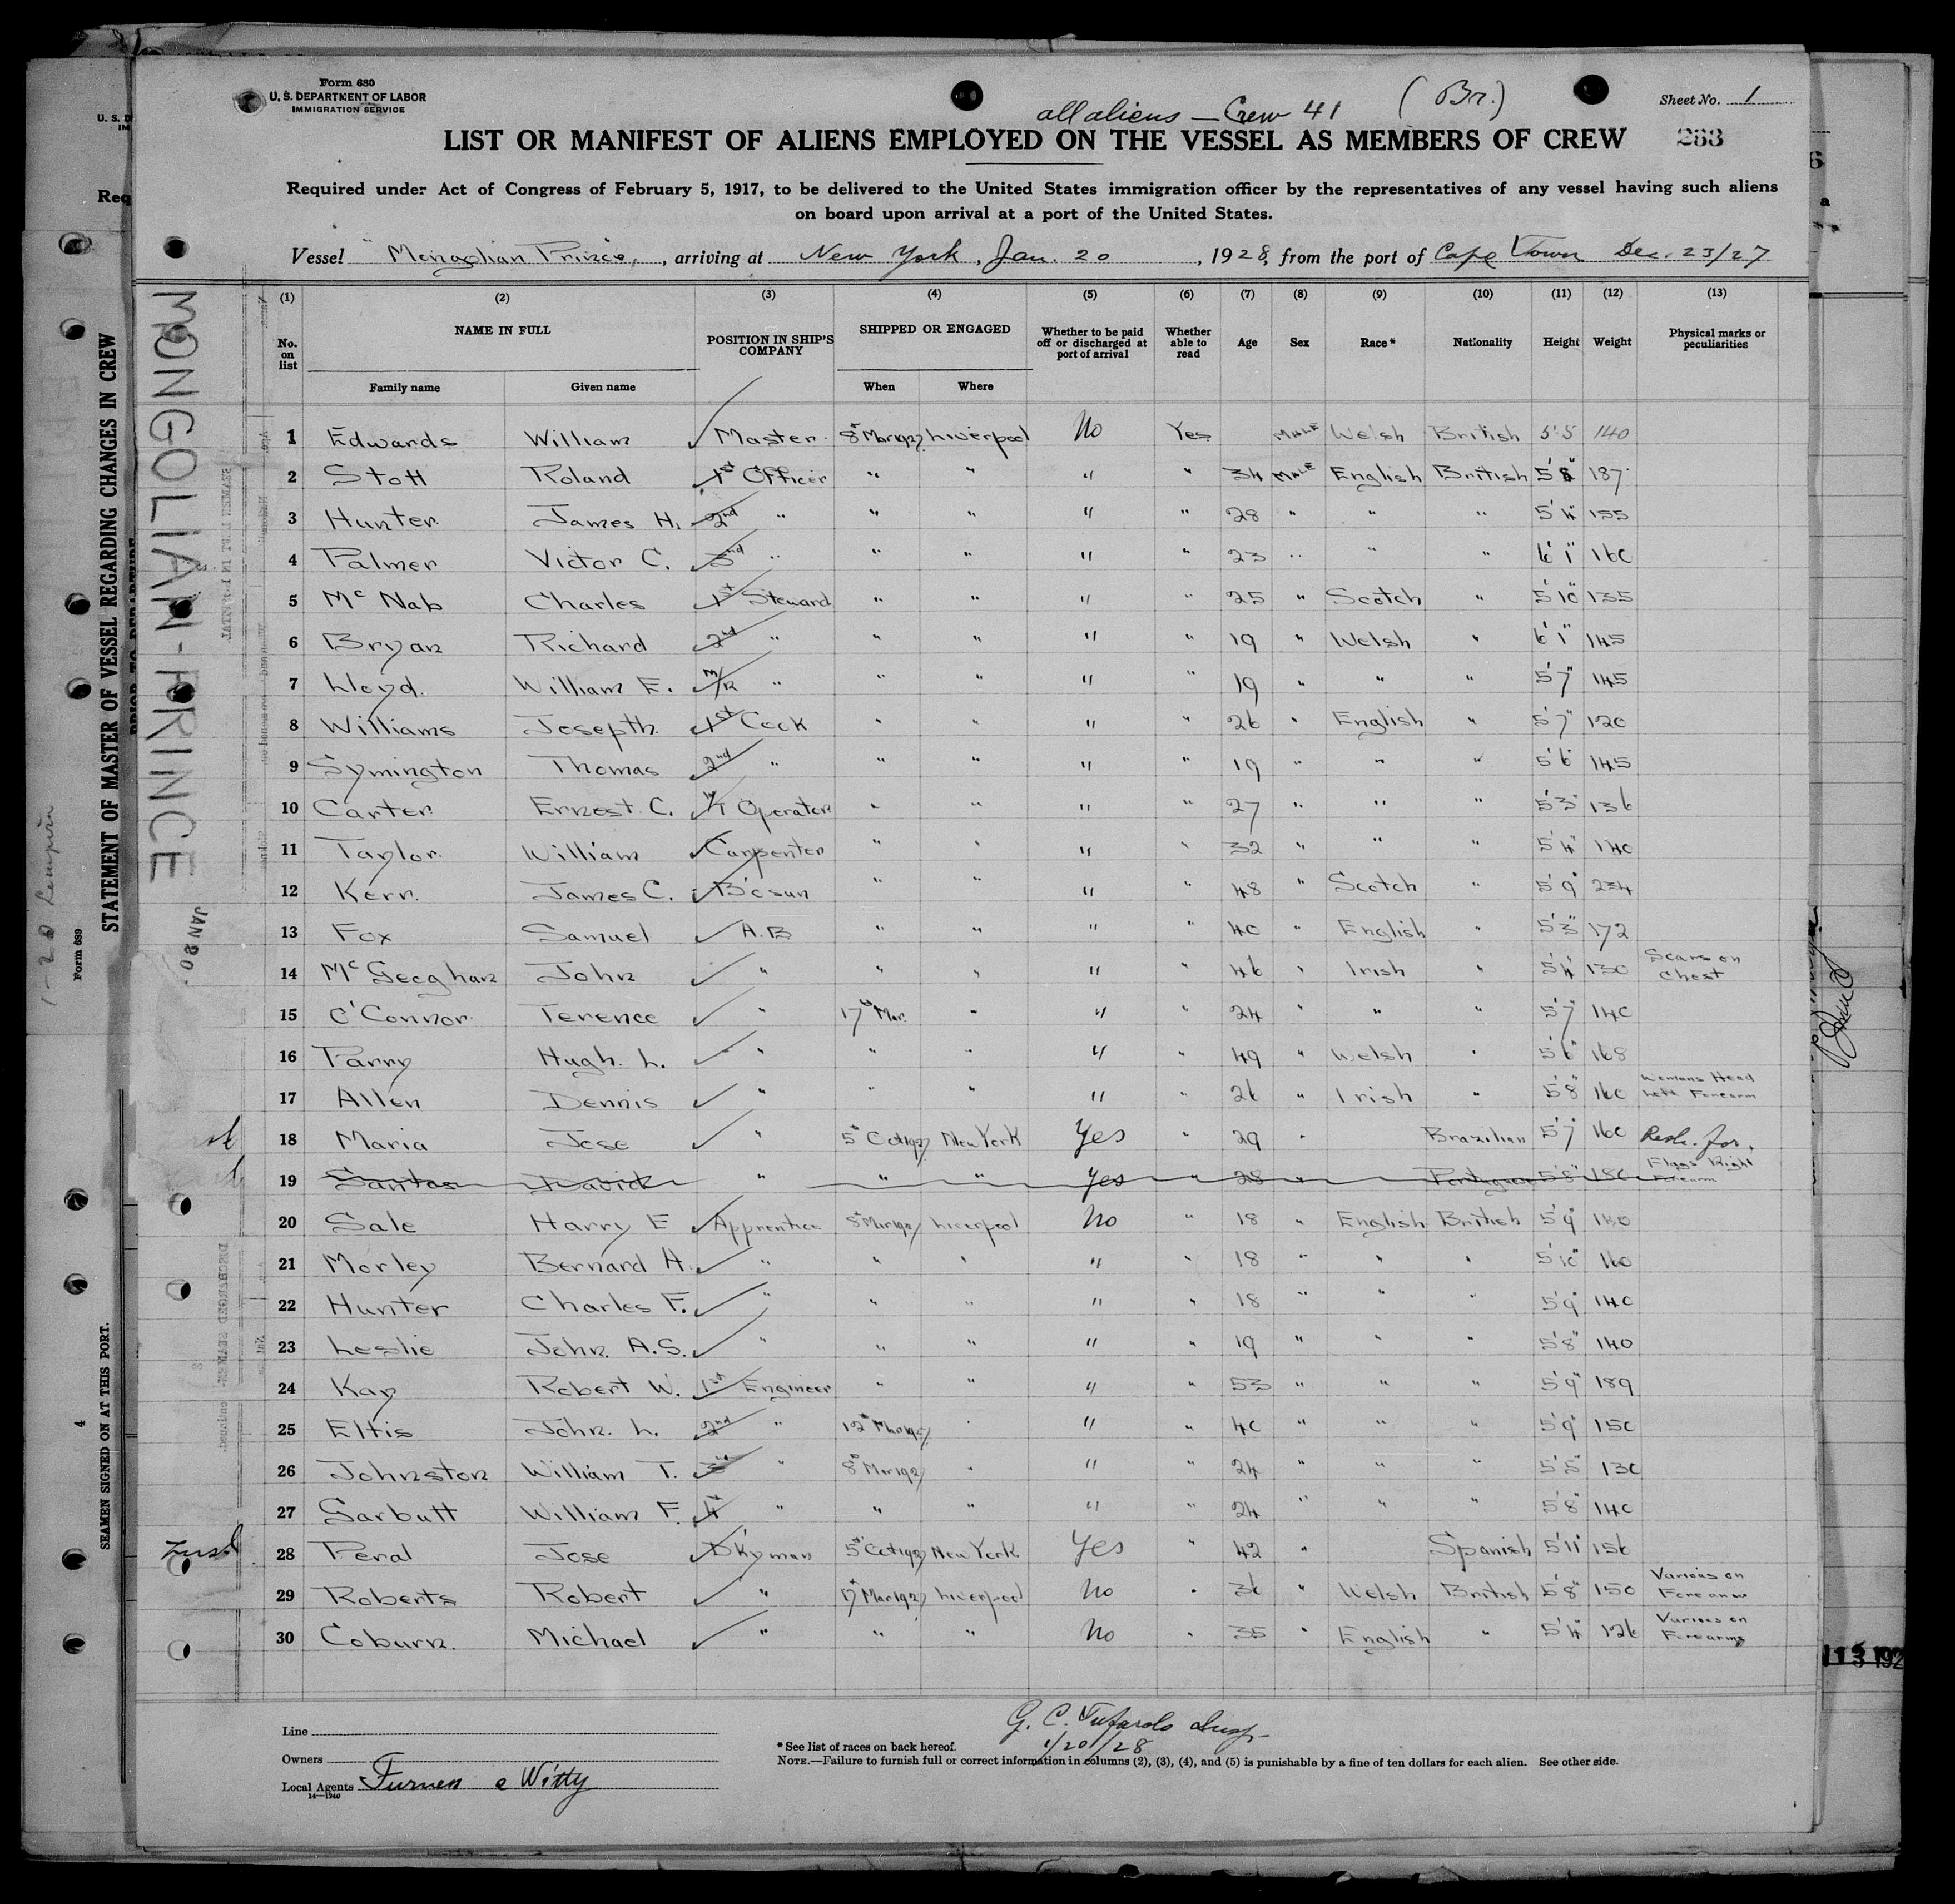 Form 680
U. S. DEPARTMENT OF LABOR
IMMIGRATION SERVICE
all aliens — Crew 41 (Br.)
Sheet No. 1
LIST OR MANIFEST OF ALIENS EMPLOYED ON THE VESSEL AS MEMBERS OF CREW
263
Required under Act of Congress of February 5, 1917, to be delivered to the United States immigration officer by the representatives of any vessel having such aliens
on board upon arrival at a port of the United States.
Vessel "Mongolian Prince, , arriving at New York, Jan. 20 , 1928, from the port of Cape Town Dec. 23/27
(1) (2) (3) (4) (5) (6) (7) (8) (9) (10) (11) (12) (13)
No. on list NAME IN FULL Family name Given name POSITION IN SHIP'S COMPANY SHIPPED OR ENGAGED When Where Whether to be paid off or discharged at port of arrival Whether able to read Age Sex Race* Nationality Height Weight Physical marks or peculiarities
1 Edwards William Master 8th Mar 1927 Liverpool No Yes MALE Welsh British 5'5 140
2 Stott Roland 1st Officer " " " " 34 MALE English British 5'8" 187
3 Hunter James H. 2nd " " " " " 28 " " " 5'4" 155
4 Palmer Victor C. 3rd " " " " " 23 " " " 6'1" 160
5 McNab Charles 1st Steward " " " " 25 " Scotch " 5'10" 135
6 Bryan Richard 2nd " " " " " 19 " Welsh " 6'1" 145
7 Lloyd William E. M/R " " " " " 19 " " " 5'7" 145
8 Williams Joseph 1st Cook " " " " 26 " English " 5'7" 120
9 Symington Thomas 2nd " " " " " 19 " " " 5'6 145
10 Carter Ernest C. W/T Operator " " " " 27 " " " 5'3" 136
11 Taylor William Carpenter " " " " 32 " " " 5'4" 140
12 Kerr James C. B'osun " " " " 48 " Scotch " 5'9" 234
13 Fox Samuel A.B " " " " 40 " English " 5'3" 172
14 McGeeghan John " " " " " 46 " Irish " 5'4" 130 Scars on Chest
15 O'Connor Terence " 17th Mar. " " " 24 " " " 5'7" 140
16 Parry Hugh. L. " " " " " 49 " Welsh " 5'6" 168
17 Allen Dennis " " " " " 26 " Irish " 5'8" 160 Womans Head Left Forearm
18 Maria Jose " 5th Oct 1927 New York Yes " 29 " Brazilian 5'7" 160
19 Santos David " " " Yes " 28 " Portuguese 5'8" 180 Flags Right Forearm
20 Sale Harry E Apprentice 8th Mar 1927 Liverpool No " 18 " English British 5'9" 140
21 Morley Bernard A. " " " " " 18 " " " 5'10" 160
22 Hunter Charles F. " " " " " 18 " " " 5'9" 140
23 Leslie John A.S. " " " " " 19 " " " 5'8" 140
24 Kay Robert W. 1st Engineer " " " " 53 " " " 5'9" 189
25 Eltis John. L. 2nd " 12th Mar 1927 " " " 40 " " " 5'9" 150
26 Johnston William T. 3rd " 8th Mar 1927 " " " 24 " " " 5'5" 130
27 Garbutt William F. 4th " " " " " 24 " " " 5'8" 140
28 Peral Jose D'kyman 5th Oct 1927 New York Yes " 42 " Spanish 5'11" 156
29 Roberts Robert " 17th Mar 1927 Liverpool No " 36 " Welsh British 5'8" 150 Various on Forearms
30 Coburn Michael " " " No " 35 " English " 5'4" 126 Various on Forearms
Line
Owners
Local Agents Furness & Withy
14—1940
1/20/28
* See list of races on back hereof.
NOTE.—Failure to furnish full or correct information in columns (2), (3), (4), and (5) is punishable by a fine of ten dollars for each alien. See other side.
MONGOLIAN-PRINCE
JAN 20
STATEMENT OF MASTER OF VESSEL REGARDING CHANGES IN CREW
PRIOR TO DEPARTURE
Form 689
SEAMEN SIGNED ON AT THIS PORT.
4